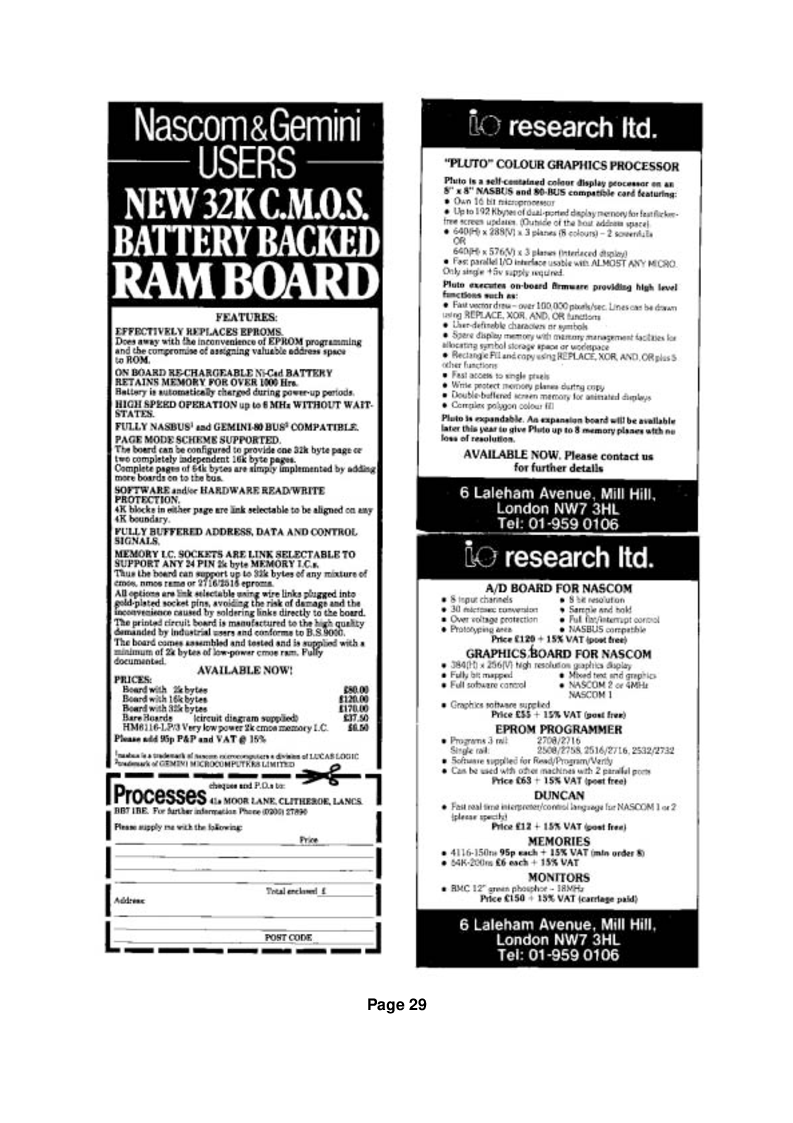 Nascom & Gemini
USERS
NEW 32K C.M.O.S.
BATTERY BACKED
RAM BOARD
FEATURES:
EFFECTIVELY REPLACES EPROMS.
Does away with the inconvenience of EPROM programming
and the compromise of assigning valuable address space
to ROM.
ON BOARD RE-CHARGEABLE Ni-Cad BATTERY
RETAINS MEMORY FOR OVER 1000 Hrs.
Battery is automatically charged during power-up periods.
HIGH SPEED OPERATION up to 6 MHz WITHOUT WAIT-
STATES.
FULLY NASBUS¹ and GEMINI-80 BUS² COMPATIBLE.
PAGE MODE SCHEME SUPPORTED.
The board can be configured to provide one 32k byte page or
two completely independent 16k byte pages.
Complete pages of 64k bytes are simply implemented by adding
more boards on to the bus.
SOFTWARE and/or HARDWARE READ/WRITE
PROTECTION.
4K blocks in either page are link selectable to be aligned on any
4K boundary.
FULLY BUFFERED ADDRESS, DATA AND CONTROL
SIGNALS.
MEMORY I.C. SOCKETS ARE LINK SELECTABLE TO
SUPPORT ANY 24 PIN 2k byte MEMORY I.C.s.
Thus the board can support up to 32k bytes of any mixture of
cmos, nmos rams or 2716/2516 eproms.
All options are link selectable using wire links plugged into
gold-plated socket pins, avoiding the risk of damage and the
inconvenience caused by soldering links directly to the board.
The printed circuit board is manufactured to the high quality
demanded by industrial users and conforms to B.S.9000.
The board comes assembled and tested and is supplied with a
minimum of 2k bytes of low-power cmos ram. Fully
documented.
AVAILABLE NOW!
PRICES:
Board with 2k bytes £80.00
Board with 16k bytes £120.00
Board with 32k bytes £170.00
Bare Boards (circuit diagram supplied) £37.50
HM6116-LP/3 Very low power 2k cmos memory I.C. £6.50
Please add 95p P&P and VAT @ 15%
¹nasbus is a trademark of nascom microcomputers a division of LUCAS LOGIC
²trademark of GEMINI MICROCOMPUTERS LIMITED
cheques and P.O.s to:
Processes 41a MOOR LANE, CLITHEROE, LANCS.
BB7 1BE. For further information Phone (0200) 27890
Please supply me with the following:
Price
Total enclosed £
Address:
POST CODE
io research ltd.
"PLUTO" COLOUR GRAPHICS PROCESSOR
Pluto is a self-contained colour display processor on an
8" x 8" NASBUS and 80-BUS compatible card featuring:
● Own 16 bit microprocessor
● Up to 192 Kbytes of dual-ported display memory for fast flicker-
free screen updates. (Outside of the host address space).
● 640(H) x 288(V) x 3 planes (8 colours) – 2 screenfulls
OR
640(H) x 576(V) x 3 planes (interlaced display)
● Fast parallel I/O interface usable with ALMOST ANY MICRO.
Only single +5v supply required.
Pluto executes on-board firmware providing high level
functions such as:
● Fast vector draw – over 100,000 pixels/sec. Lines can be drawn
using REPLACE, XOR, AND, OR functions
● User-definable characters or symbols
● Spare display memory with memory management facilities for
allocating symbol storage space or workspace
● Rectangle Fill and copy using REPLACE, XOR, AND, OR plus 5
other functions
● Fast access to single pixels
● Write protect memory planes during copy
● Double-buffered screen memory for animated displays
● Complex polygon colour fill
Pluto is expandable. An expansion board will be available
later this year to give Pluto up to 8 memory planes with no
loss of resolution.
AVAILABLE NOW. Please contact us
for further details
6 Laleham Avenue, Mill Hill,
London NW7 3HL
Tel: 01-959 0106
io research ltd.
A/D BOARD FOR NASCOM
● 8 input channels ● 8 bit resolution
● 30 microsec conversion ● Sample and hold
● Over voltage protection ● Full flat/interrupt control
● Prototyping area ● NASBUS compatible
Price £120 + 15% VAT (post free)
GRAPHICS BOARD FOR NASCOM
● 384(H) x 256(V) high resolution graphics display
● Fully bit mapped ● Mixed text and graphics
● Full software control ● NASCOM 2 or 4MHz
NASCOM 1
● Graphics software supplied
Price £55 + 15% VAT (post free)
EPROM PROGRAMMER
● Programs 3 rail: 2708/2716
Single rail: 2508/2758, 2516/2716, 2532/2732
● Software supplied for Read/Program/Verify
● Can be used with other machines with 2 parallel ports
Price £63 + 15% VAT (post free)
DUNCAN
● Fast real time interpreter/control language for NASCOM 1 or 2
(please specify)
Price £12 + 15% VAT (post free)
MEMORIES
● 4116-150ns 95p each + 15% VAT (min order 8)
● 64K-200ns £6 each + 15% VAT
MONITORS
● BMC 12" green phosphor – 18MHz
Price £150 + 15% VAT (carriage paid)
6 Laleham Avenue, Mill Hill,
London NW7 3HL
Tel: 01-959 0106
Page 29